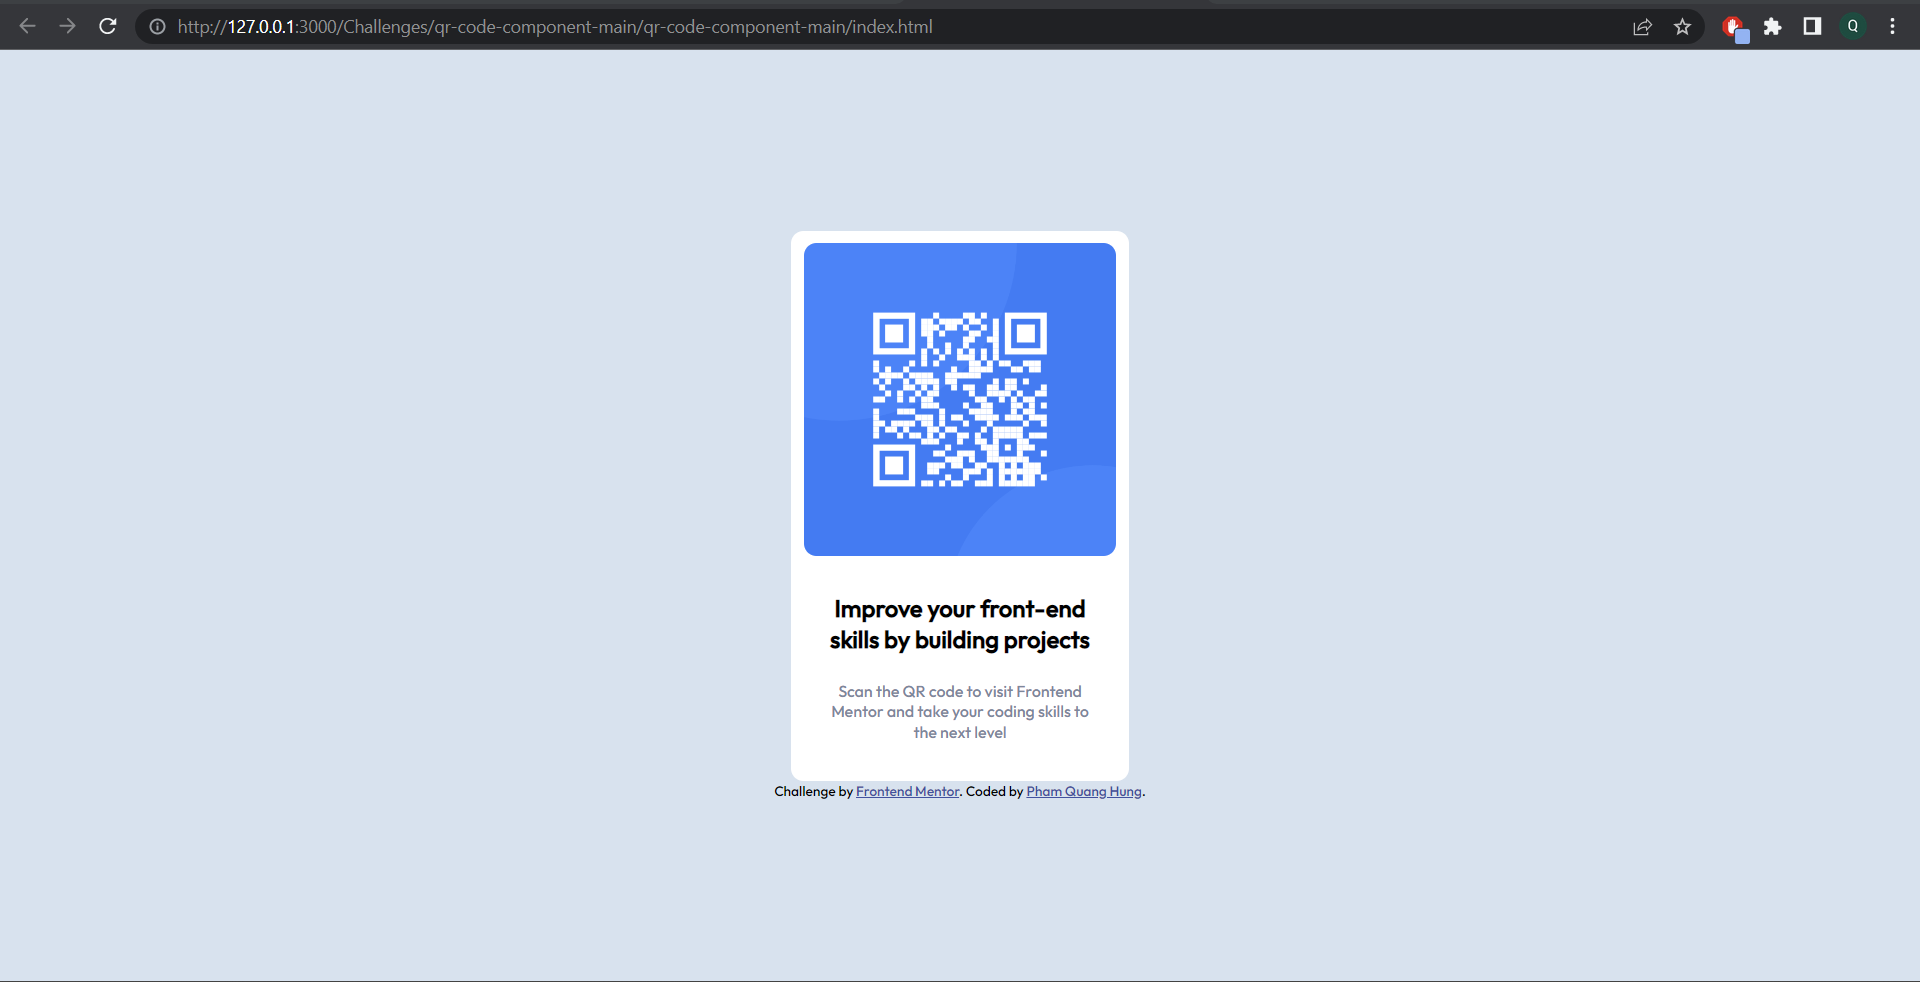 http://127.0.0.1:3000/Challenges/qr-code-component-main/qr-code-component-main/index.html
Q
Improve your front-end
skills by building projects
Scan the QR code to visit Frontend
Mentor and take your coding skills to
the next level
Challenge by Frontend Mentor. Coded by Pham Quang Hung.